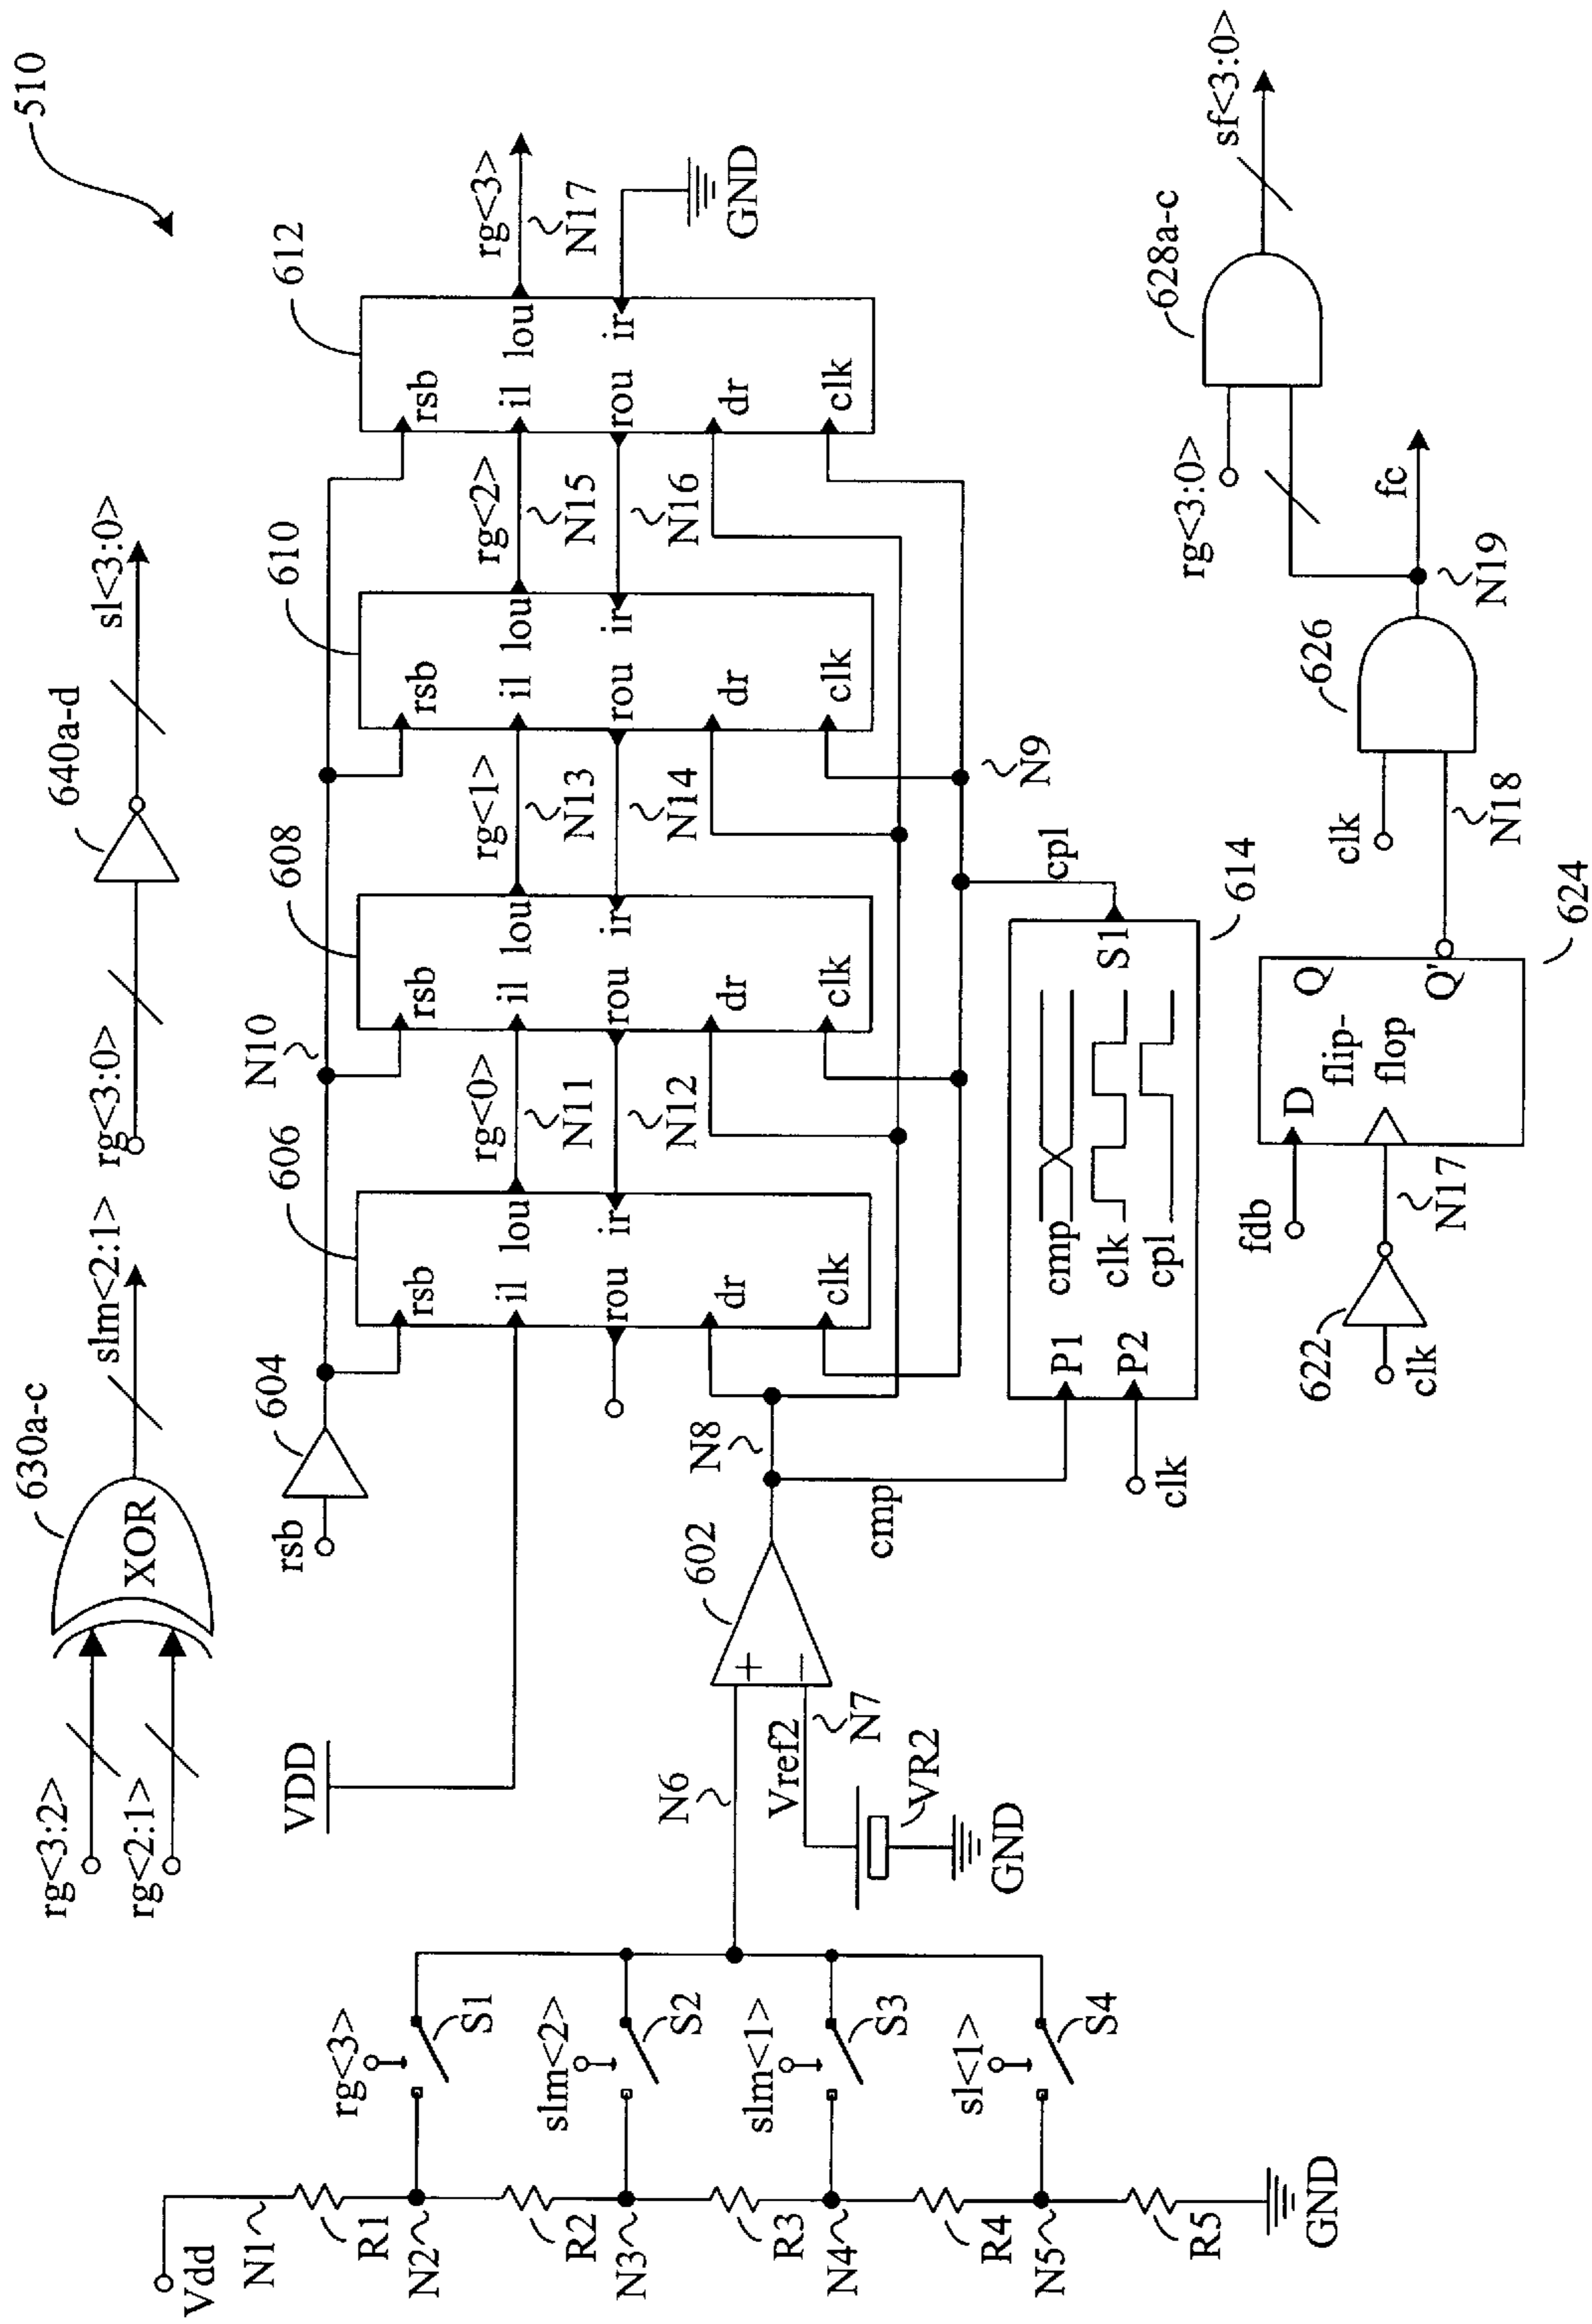 510
630a-c
rg<3:2>
rg<2:1>
XOR
slm<2:1>
rg<3:0>
640a-d
sl<3:0>
Vdd
N1
R1
N2
R2
N3
R3
N4
R4
N5
R5
GND
rg<3>
S1
slm<2>
S2
slm<1>
S3
sl<1>
S4
VDD
rsb
604
N10
N6
Vref2
N7
VR2
GND
602
+
−
cmp
N8
606
rsb
il lou
rou ir
dr
clk
rg<0>
N11
N12
608
rsb
il lou
rou ir
dr
clk
rg<1>
N13
N14
610
rsb
il lou
rou ir
dr
clk
rg<2>
N15
N16
612
rsb
il lou
rou ir
dr
clk
rg<3>
N17
GND
N9
cpl
clk
P1
P2
cmp
clk
cpl
S1
614
clk
622
N17
fdb
D
flip-
flop
Q
Q'
624
N18
clk
626
N19
fc
rg<3:0>
628a-c
sf<3:0>